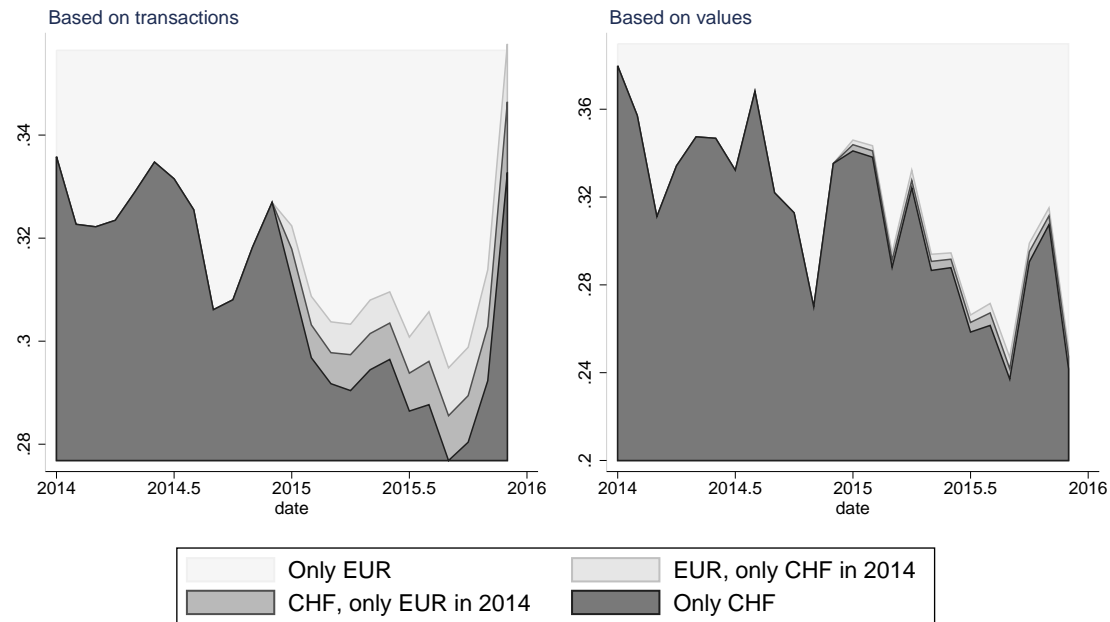 Based on transactions
.34
.32
.3
.28
2014 2014.5 2015 2015.5 2016
date
Based on values
.36
.32
.28
.24
.2
2014 2014.5 2015 2015.5 2016
date
Only EUR
EUR, only CHF in 2014
CHF, only EUR in 2014
Only CHF